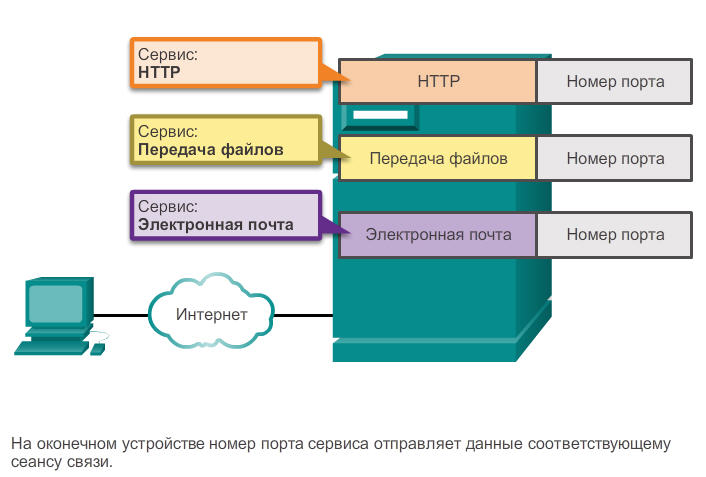 Сервис:
HTTP
HTTP
Номер порта
Сервис:
Передача файлов
Передача файлов
Номер порта
Сервис:
Электронная почта
Электронная почта
Номер порта
Интернет
На оконечном устройстве номер порта сервиса отправляет данные соответствующему
сеансу связи.